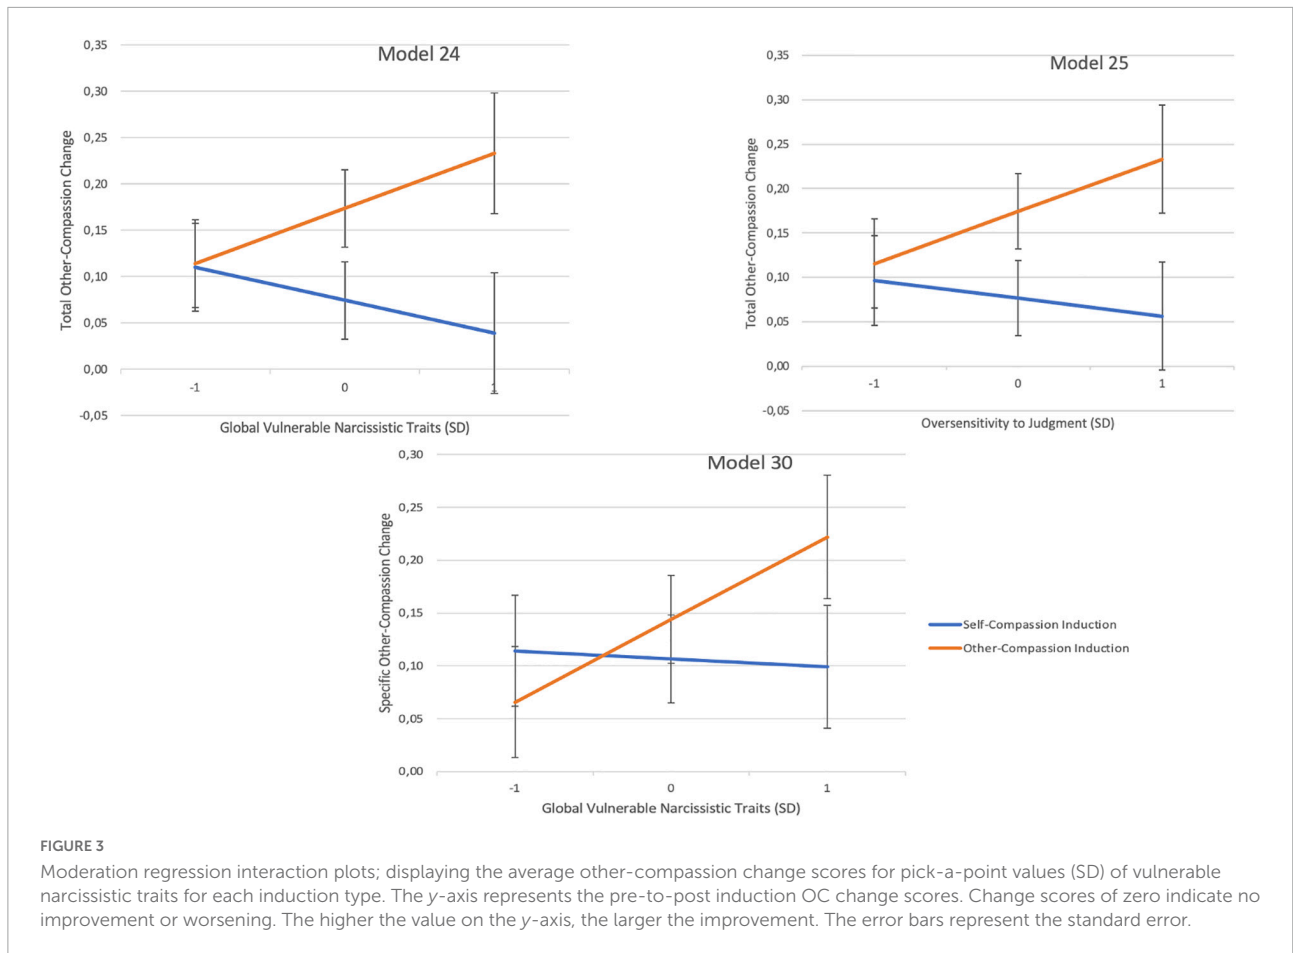 Model 24
0,35
0,30
0,25
0,20
0,15
0,10
0,05
0,00
-0,05
Total Other-Compassion Change
-1
0
1
Global Vulnerable Narcissistic Traits (SD)
Model 25
0,35
0,30
0,25
0,20
0,15
0,10
0,05
0,00
-0,05
Total Other-Compassion Change
-1
0
1
Oversensitivity to Judgment (SD)
Model 30
0,30
0,25
0,20
0,15
0,10
0,05
0,00
Specific Other-Compassion Change
-1
0
1
Global Vulnerable Narcissistic Traits (SD)
Self-Compassion Induction
Other-Compassion Induction
FIGURE 3
Moderation regression interaction plots; displaying the average other-compassion change scores for pick-a-point values (SD) of vulnerable
narcissistic traits for each induction type. The y-axis represents the pre-to-post induction OC change scores. Change scores of zero indicate no
improvement or worsening. The higher the value on the y-axis, the larger the improvement. The error bars represent the standard error.